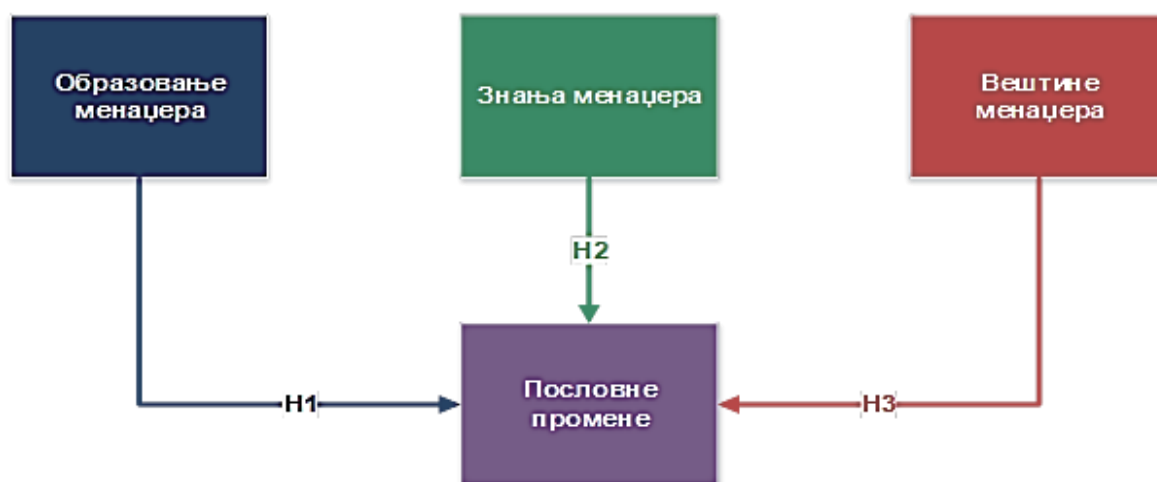 Образовање
менаџера
Знања менаџера
Вештине
менаџера
H2
Пословне
промене
H1
H3